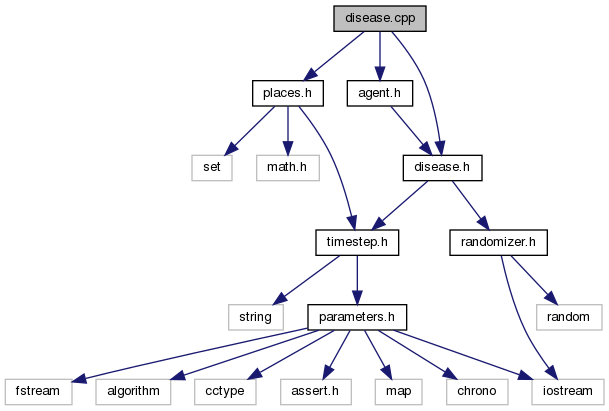 disease.cpp
places.h
agent.h
set
math.h
disease.h
timestep.h
randomizer.h
string
parameters.h
random
fstream
algorithm
cctype
assert.h
map
chrono
iostream